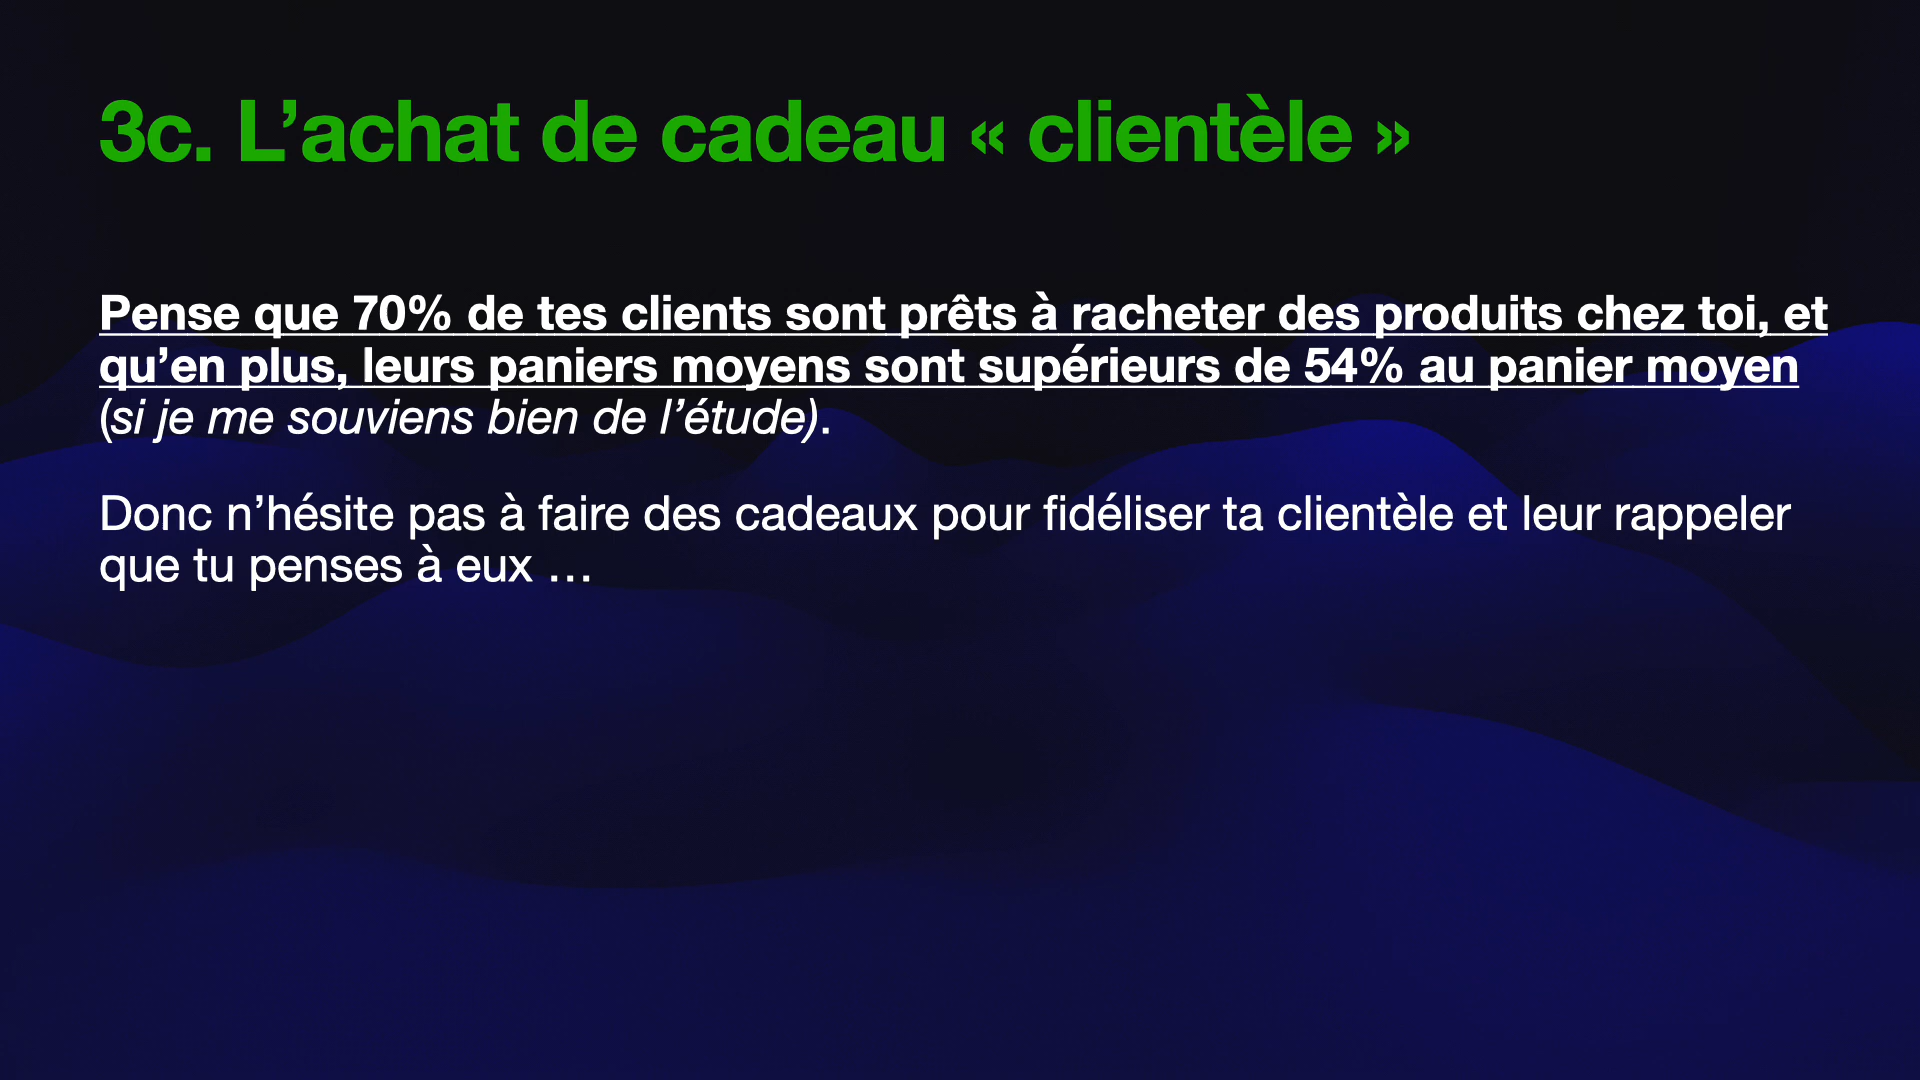 3c. L’achat de cadeau « clientèle »
Pense que 70% de tes clients sont prêts à racheter des produits chez toi, et
qu’en plus, leurs paniers moyens sont supérieurs de 54% au panier moyen
(si je me souviens bien de l’étude).
Donc n’hésite pas à faire des cadeaux pour fidéliser ta clientèle et leur rappeler
que tu penses à eux …